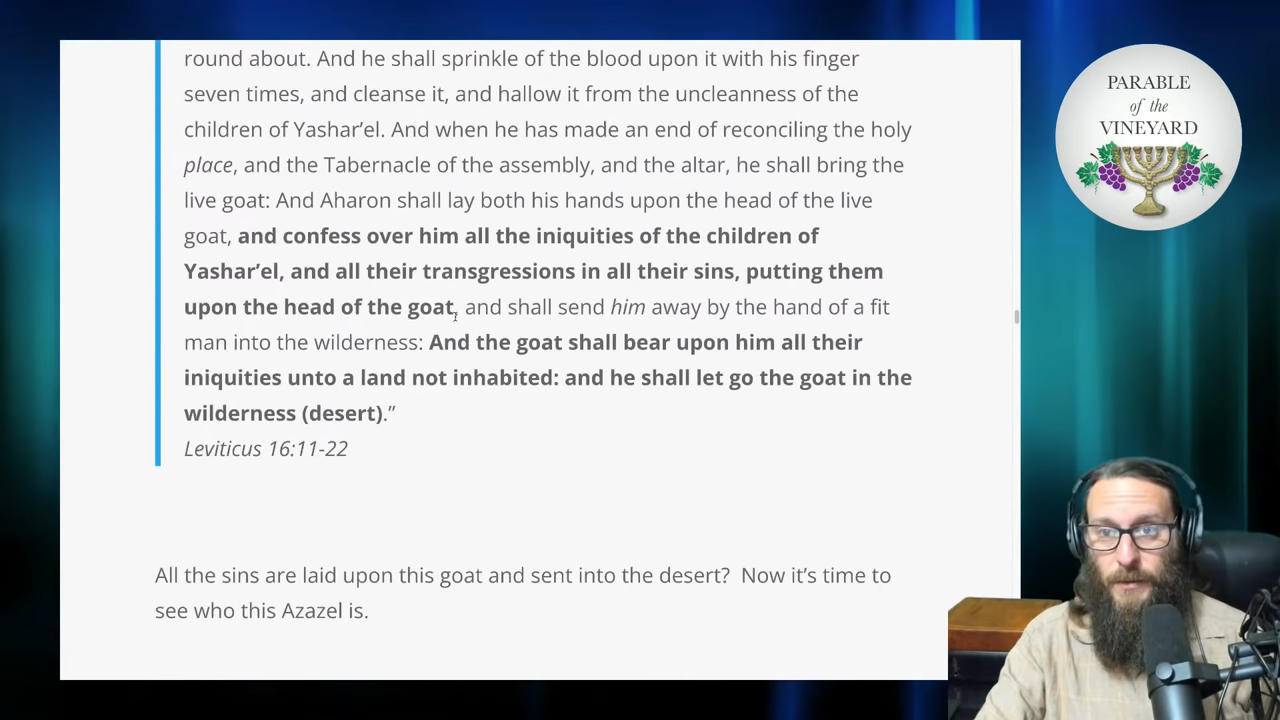 round about. And he shall sprinkle of the blood upon it with his finger
seven times, and cleanse it, and hallow it from the uncleanness of the
children of Yashar’el. And when he has made an end of reconciling the holy
place, and the Tabernacle of the assembly, and the altar, he shall bring the
live goat: And Aharon shall lay both his hands upon the head of the live
goat, and confess over him all the iniquities of the children of
Yashar’el, and all their transgressions in all their sins, putting them
upon the head of the goat, and shall send him away by the hand of a fit
man into the wilderness: And the goat shall bear upon him all their
iniquities unto a land not inhabited: and he shall let go the goat in the
wilderness (desert).”
Leviticus 16:11-22
All the sins are laid upon this goat and sent into the desert?  Now it’s time to
see who this Azazel is.
PARABLE
of the
VINEYARD